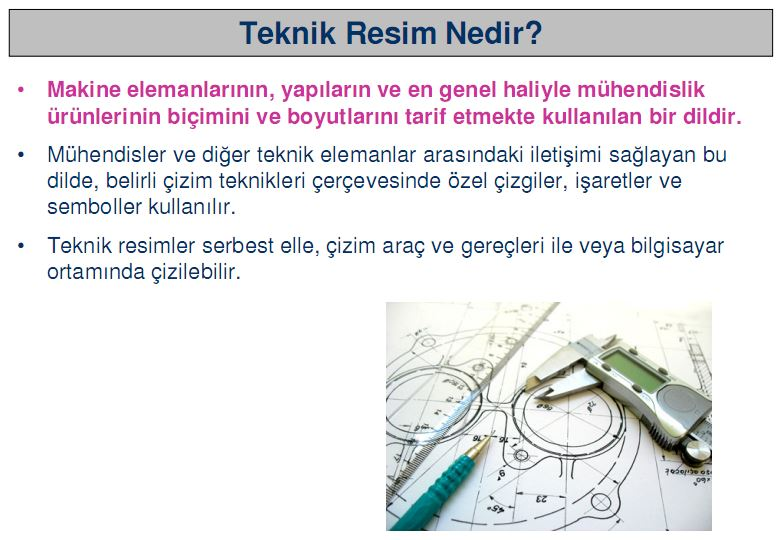 Teknik Resim Nedir?
• Makine elemanlarının, yapıların ve en genel haliyle mühendislik
ürünlerinin biçimini ve boyutlarını tarif etmekte kullanılan bir dildir.
• Mühendisler ve diğer teknik elemanlar arasındaki iletişimi sağlayan bu
dilde, belirli çizim teknikleri çerçevesinde özel çizgiler, işaretler ve
semboller kullanılır.
• Teknik resimler serbest elle, çizim araç ve gereçleri ile veya bilgisayar
ortamında çizilebilir.
23
45°